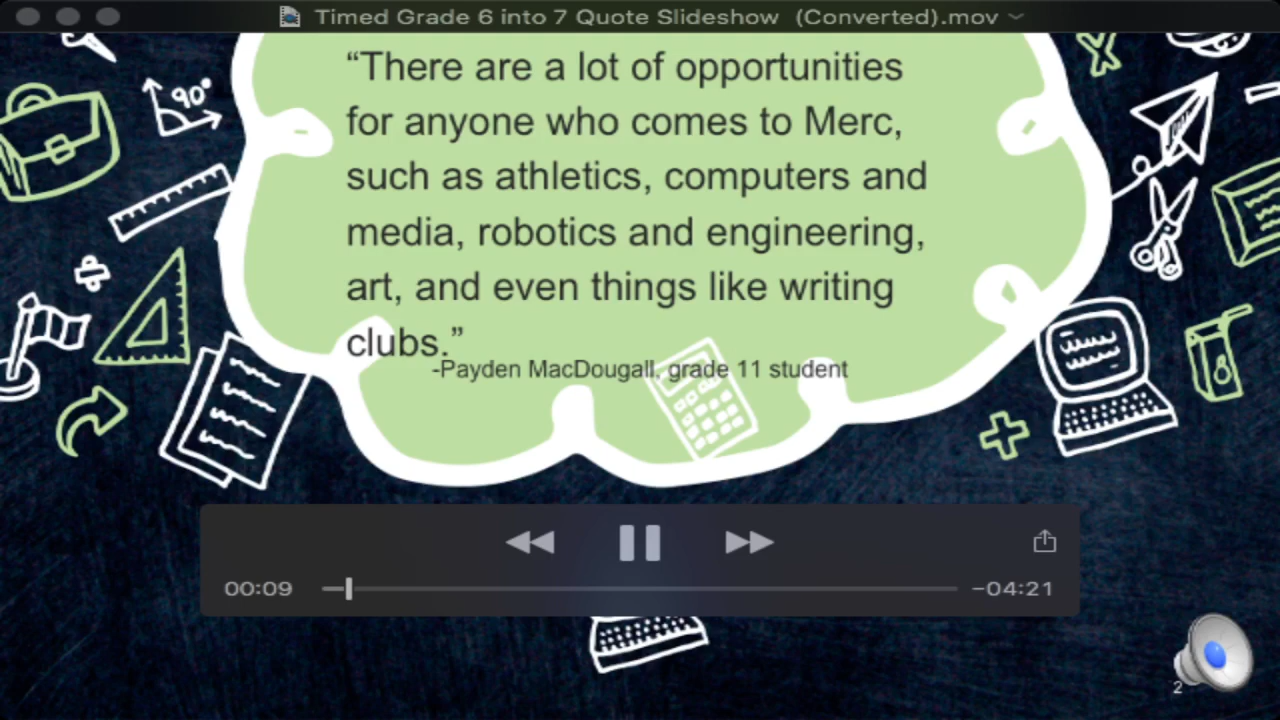 Timed Grade 6 into 7 Quote Slideshow (Converted).mov
90°
“There are a lot of opportunities
for anyone who comes to Merc,
such as athletics, computers and
media, robotics and engineering,
art, and even things like writing
clubs.”
-Payden MacDougall, grade 11 student
00:09
-04:21
2